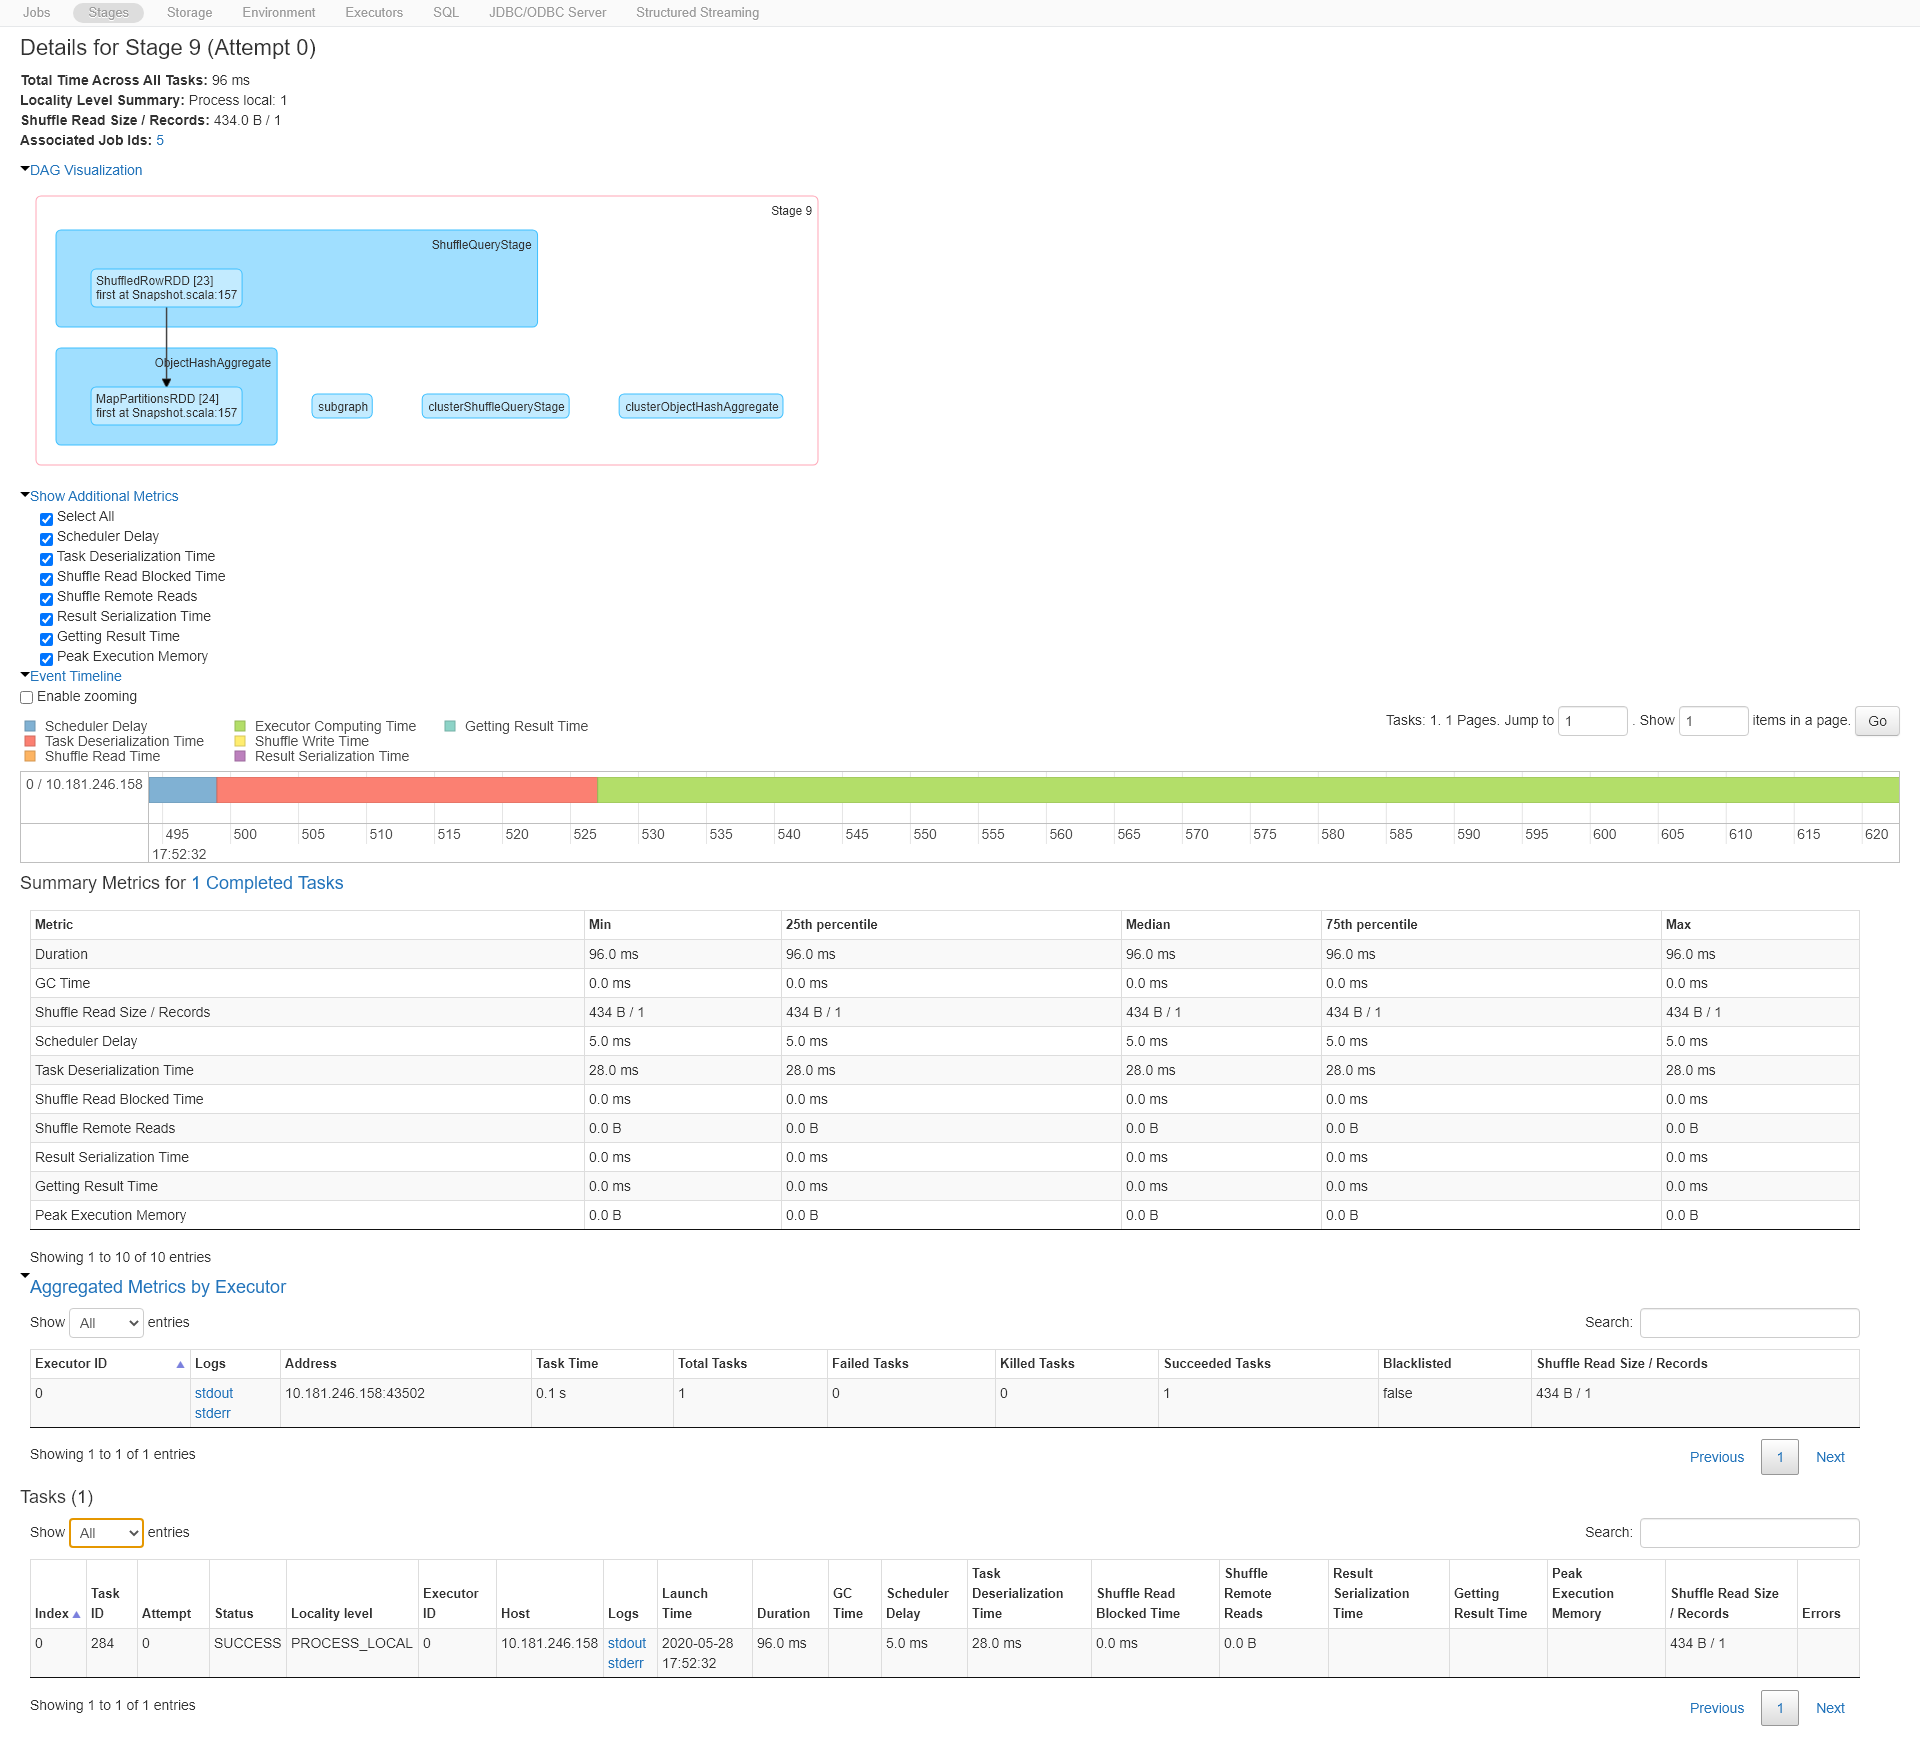 Jobs Stages Storage Environment Executors SQL JDBC/ODBC Server Structured Streaming
Details for Stage 9 (Attempt 0)
Total Time Across All Tasks: 96 ms
Locality Level Summary: Process local: 1
Shuffle Read Size / Records: 434.0 B / 1
Associated Job Ids: 5
DAG Visualization
Stage 9
ShuffleQueryStage
ShuffledRowRDD [23]
first at Snapshot.scala:157
ObjectHashAggregate
MapPartitionsRDD [24]
first at Snapshot.scala:157
subgraph
clusterShuffleQueryStage
clusterObjectHashAggregate
Show Additional Metrics
Select All
Scheduler Delay
Task Deserialization Time
Shuffle Read Blocked Time
Shuffle Remote Reads
Result Serialization Time
Getting Result Time
Peak Execution Memory
Event Timeline
Enable zooming
Tasks: 1. 1 Pages. Jump to 1 . Show 1 items in a page. Go
Scheduler Delay Executor Computing Time Getting Result Time
Task Deserialization Time Shuffle Write Time
Shuffle Read Time Result Serialization Time
0 / 10.181.246.158
495 500 505 510 515 520 525 530 535 540 545 550 555 560 565 570 575 580 585 590 595 600 605 610 615 620
17:52:32
Summary Metrics for 1 Completed Tasks
Metric Min 25th percentile Median 75th percentile Max
Duration 96.0 ms 96.0 ms 96.0 ms 96.0 ms 96.0 ms
GC Time 0.0 ms 0.0 ms 0.0 ms 0.0 ms 0.0 ms
Shuffle Read Size / Records 434 B / 1 434 B / 1 434 B / 1 434 B / 1 434 B / 1
Scheduler Delay 5.0 ms 5.0 ms 5.0 ms 5.0 ms 5.0 ms
Task Deserialization Time 28.0 ms 28.0 ms 28.0 ms 28.0 ms 28.0 ms
Shuffle Read Blocked Time 0.0 ms 0.0 ms 0.0 ms 0.0 ms 0.0 ms
Shuffle Remote Reads 0.0 B 0.0 B 0.0 B 0.0 B 0.0 B
Result Serialization Time 0.0 ms 0.0 ms 0.0 ms 0.0 ms 0.0 ms
Getting Result Time 0.0 ms 0.0 ms 0.0 ms 0.0 ms 0.0 ms
Peak Execution Memory 0.0 B 0.0 B 0.0 B 0.0 B 0.0 B
Showing 1 to 10 of 10 entries
Aggregated Metrics by Executor
Show All entries Search:
Executor ID Logs Address Task Time Total Tasks Failed Tasks Killed Tasks Succeeded Tasks Blacklisted Shuffle Read Size / Records
0 stdout 10.181.246.158:43502 0.1 s 1 0 0 1 false 434 B / 1
stderr
Showing 1 to 1 of 1 entries
Previous 1 Next
Tasks (1)
Show All entries Search:
Task Shuffle Result Peak
Task Executor Launch GC Scheduler Deserialization Shuffle Read Remote Serialization Getting Execution Shuffle Read Size
Index ID Attempt Status Locality level ID Host Logs Time Duration Time Delay Time Blocked Time Reads Time Result Time Memory / Records Errors
0 284 0 SUCCESS PROCESS_LOCAL 0 10.181.246.158 stdout 2020-05-28 96.0 ms 5.0 ms 28.0 ms 0.0 ms 0.0 B 434 B / 1
stderr 17:52:32
Showing 1 to 1 of 1 entries
Previous 1 Next